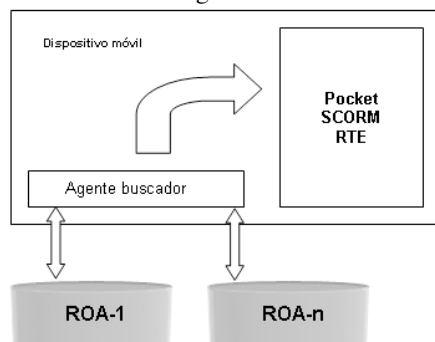 Dispositivo móvil
Pocket
SCORM
RTE
Agente buscador
ROA-1
ROA-n